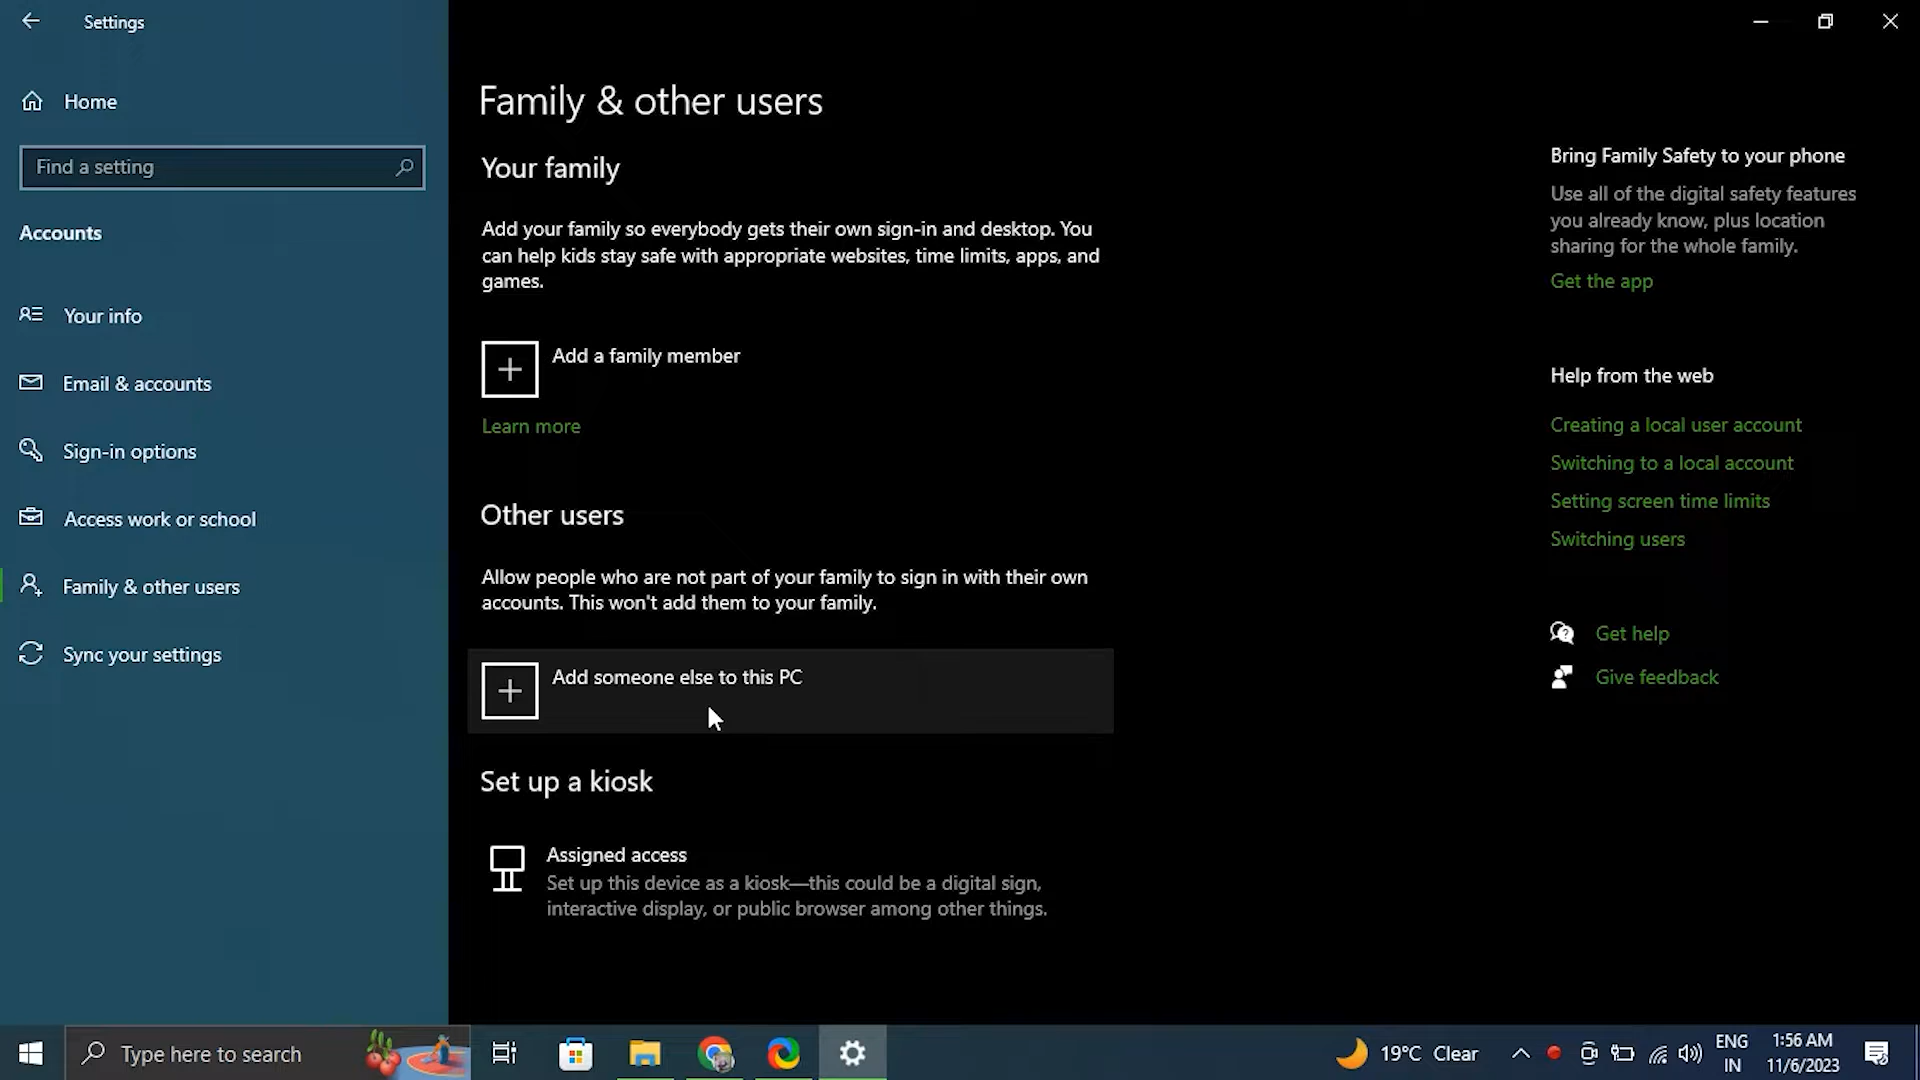 Settings
Home
Find a setting
Accounts
Your info
Email & accounts
Sign-in options
Access work or school
Family & other users
Sync your settings
Family & other users
Your family
Add your family so everybody gets their own sign-in and desktop. You
can help kids stay safe with appropriate websites, time limits, apps, and
games.
Add a family member
Learn more
Other users
Allow people who are not part of your family to sign in with their own
accounts. This won't add them to your family.
Add someone else to this PC
Set up a kiosk
Assigned access
Set up this device as a kiosk—this could be a digital sign,
interactive display, or public browser among other things.
Bring Family Safety to your phone
Use all of the digital safety features
you already know, plus location
sharing for the whole family.
Get the app
Help from the web
Creating a local user account
Switching to a local account
Setting screen time limits
Switching users
Get help
Give feedback
Type here to search
19°C Clear
ENG
IN
1:56 AM
11/6/2023